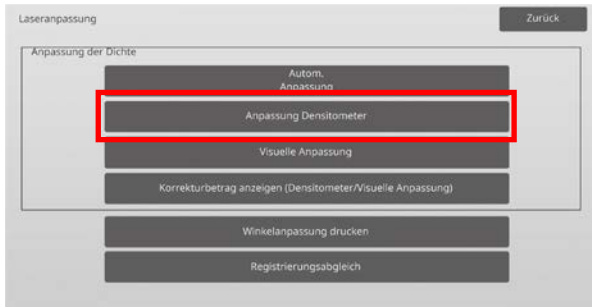 Laseranpassung
Zurück
Anpassung der Dichte
Autom.
Anpassung
Anpassung Densitometer
Visuelle Anpassung
Korrekturbetrag anzeigen (Densitometer/Visuelle Anpassung)
Winkelanpassung drucken
Registrierungsabgleich